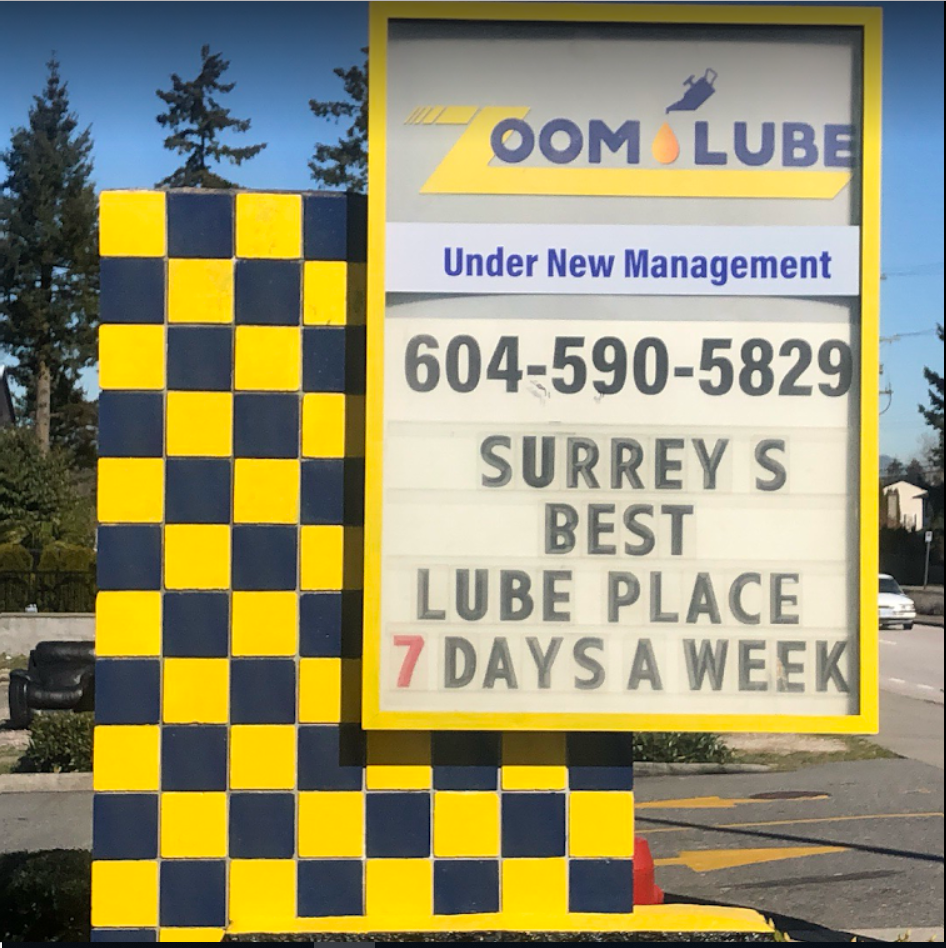 ZOOM LUBE
Under New Management
604-590-5829
SURREY S
BEST
LUBE PLACE
7 DAYS A WEEK